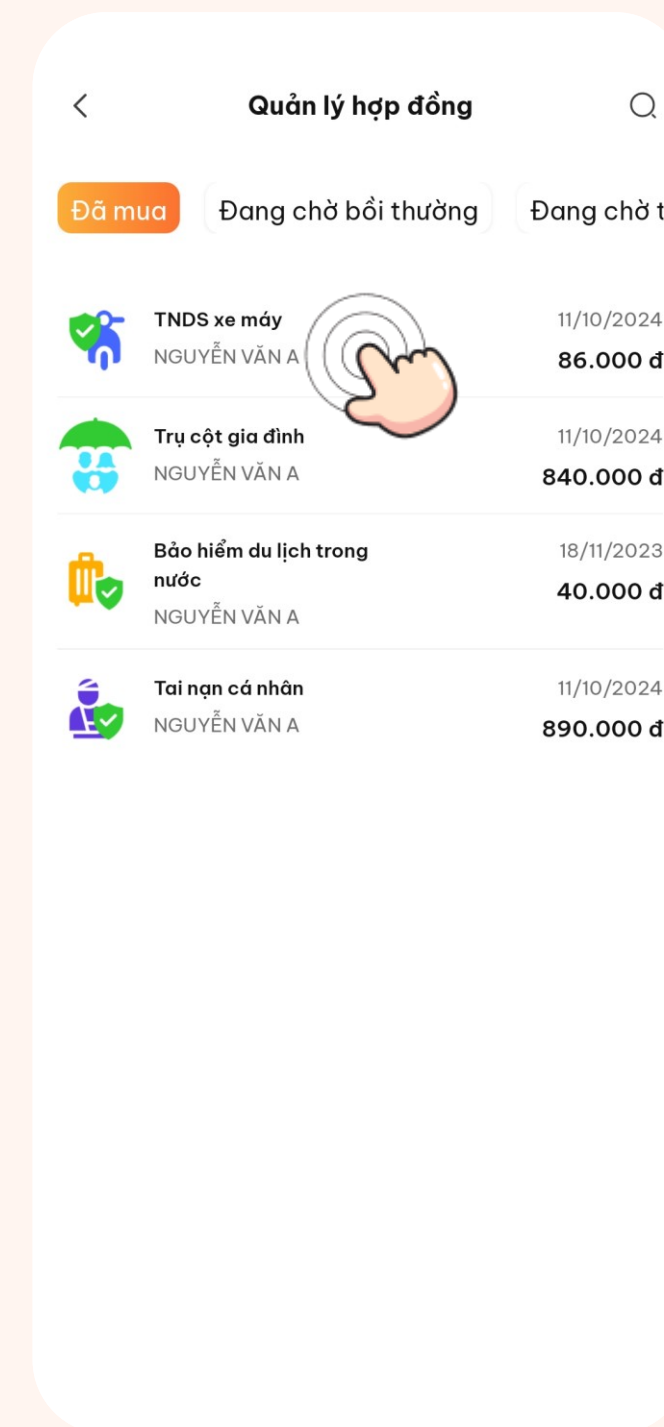 Quản lý hợp đồng
Đã mua
Đang chờ bồi thường
Đang chờ
TNDS xe máy
11/10/2024
NGUYỄN VĂN A
86.000 đ
Trụ cột gia đình
11/10/2024
NGUYỄN VĂN A
840.000 đ
Bảo hiểm du lịch trong
nước
18/11/2023
40.000 đ
NGUYỄN VĂN A
Tai nạn cá nhân
11/10/2024
NGUYỄN VĂN A
890.000 đ